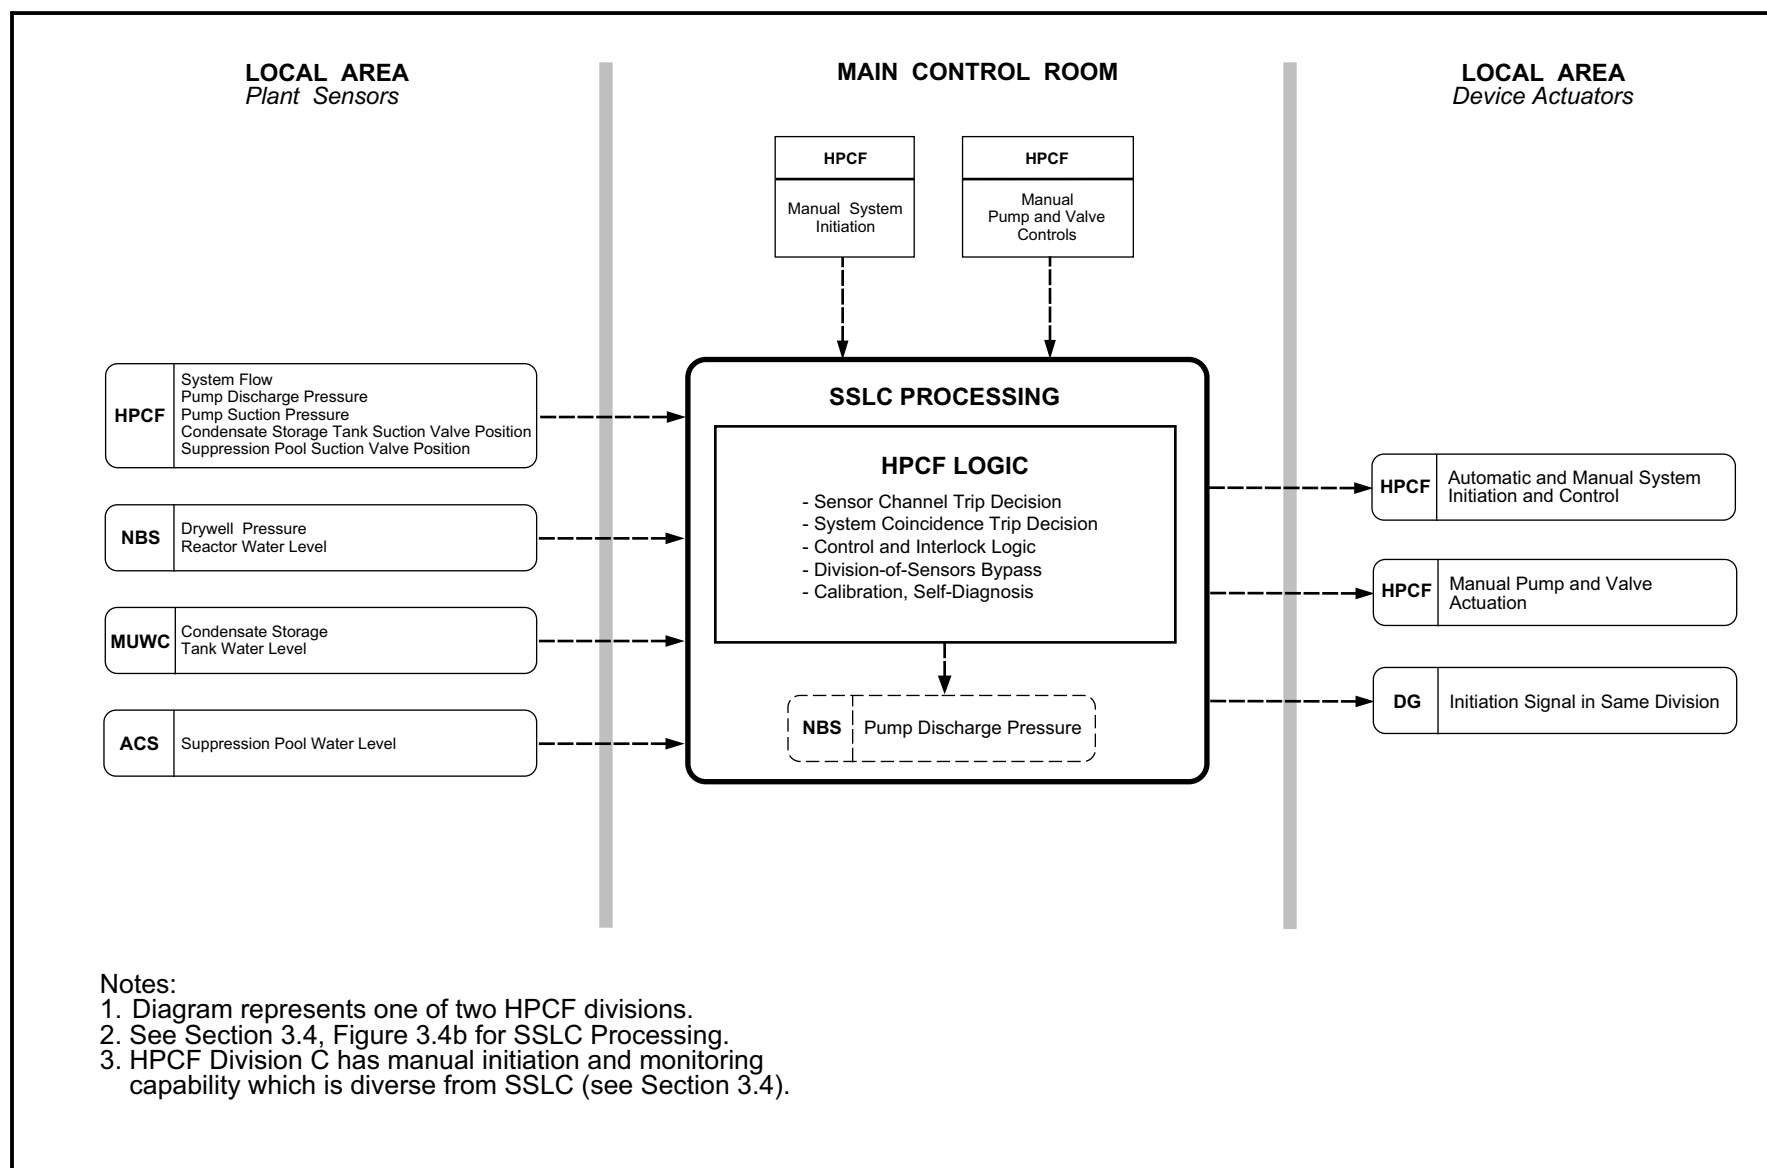 LOCAL AREA
Plant Sensors
MAIN CONTROL ROOM
LOCAL AREA
Device Actuators
HPCF
Manual System
Initiation
HPCF
Manual
Pump and Valve
Controls
HPCF
System Flow
Pump Discharge Pressure
Pump Suction Pressure
Condensate Storage Tank Suction Valve Position
Suppression Pool Suction Valve Position
NBS
Drywell Pressure
Reactor Water Level
MUWC
Condensate Storage
Tank Water Level
ACS
Suppression Pool Water Level
SSLC PROCESSING
HPCF LOGIC
- Sensor Channel Trip Decision
- System Coincidence Trip Decision
- Control and Interlock Logic
- Division-of-Sensors Bypass
- Calibration, Self-Diagnosis
NBS
Pump Discharge Pressure
HPCF
Automatic and Manual System
Initiation and Control
HPCF
Manual Pump and Valve
Actuation
DG
Initiation Signal in Same Division
Notes:
1. Diagram represents one of two HPCF divisions.
2. See Section 3.4, Figure 3.4b for SSLC Processing.
3. HPCF Division C has manual initiation and monitoring
capability which is diverse from SSLC (see Section 3.4).